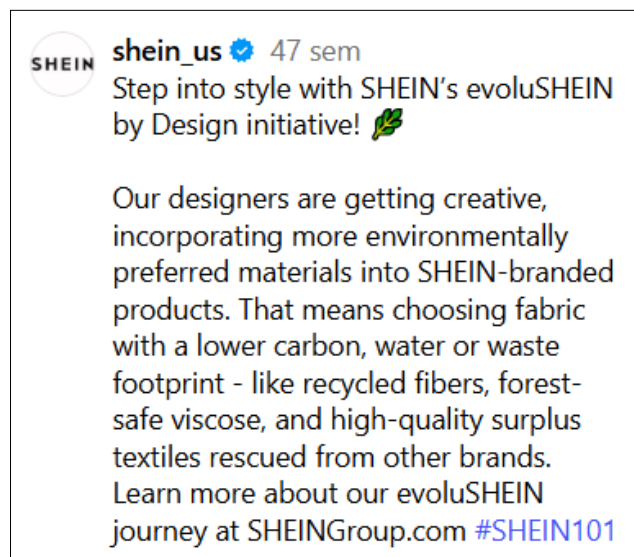 SHEIN
shein_us 47 sem
Step into style with SHEIN's evoluSHEIN
by Design initiative! 🌿
Our designers are getting creative,
incorporating more environmentally
preferred materials into SHEIN-branded
products. That means choosing fabric
with a lower carbon, water or waste
footprint - like recycled fibers, forest-
safe viscose, and high-quality surplus
textiles rescued from other brands.
Learn more about our evoluSHEIN
journey at SHEINGroup.com #SHEIN101